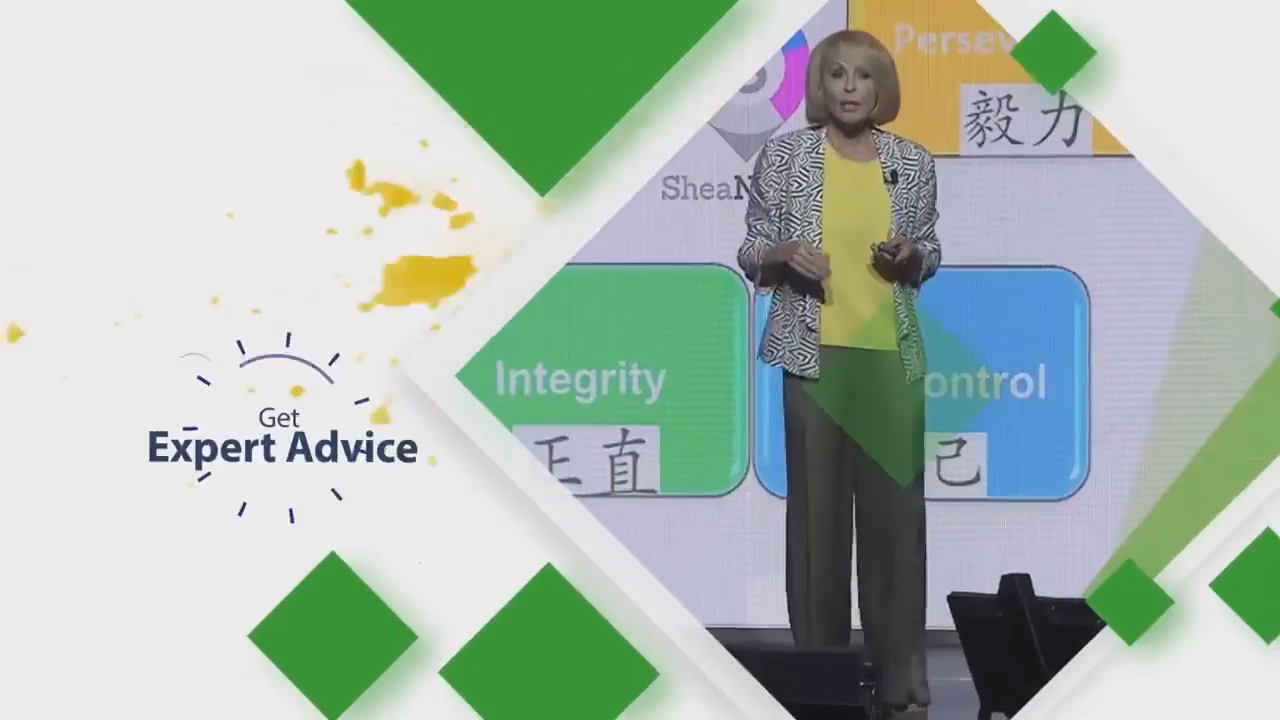 Persev
毅力
SheaN
Integrity
ontrol
正直
己
Get
Expert Advice